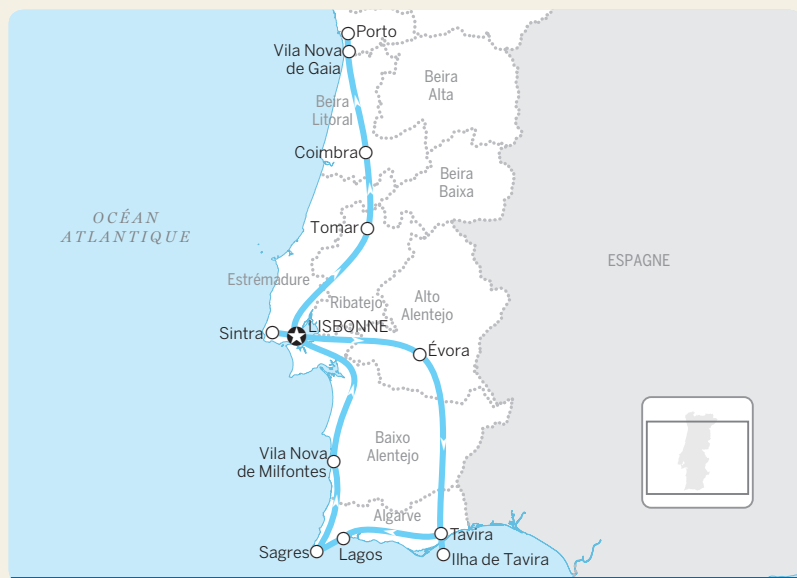 Porto
Vila Nova
de Gaia
Beira
Alta
Beira
Litoral
Coimbra
Beira
Baixa
OCÉAN
ATLANTIQUE
Tomar
ESPAGNE
Estrémadure
Ribatejo
Alto
Alentejo
Sintra
LISBONNE
Évora
Baixo
Alentejo
Vila Nova
de Milfontes
Algarve
Tavira
Sagres
Lagos
Ilha de Tavira